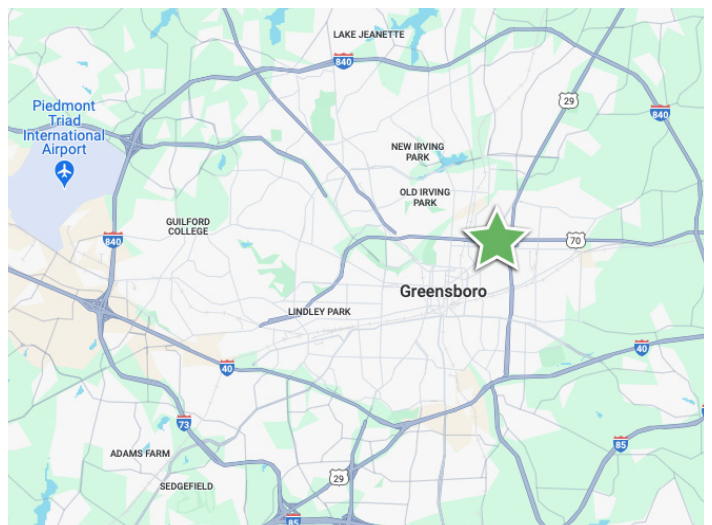 LAKE JEANETTE
840
29
840
Piedmont
Triad
International
Airport
NEW IRVING
PARK
OLD IRVING
PARK
GUILFORD
COLLEGE
840
70
Greensboro
LINDLEY PARK
40
40
73
85
ADAMS FARM
29
SEDGEFIELD
85